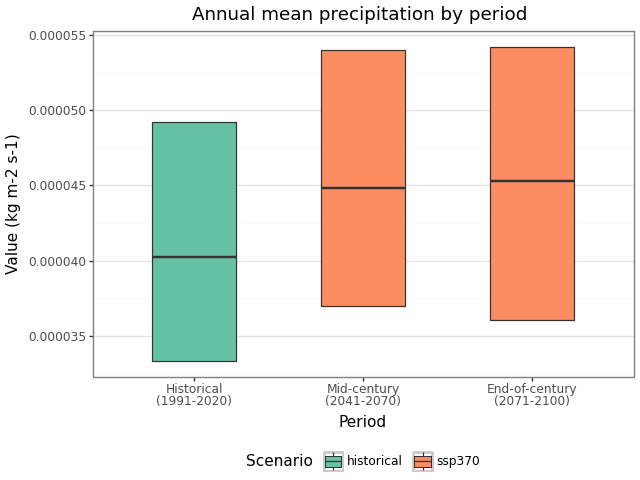 Annual mean precipitation by period
Value (kg m-2 s-1)
0.000055
0.000050
0.000045
0.000040
0.000035
Historical
(1991-2020)
Mid-century
(2041-2070)
End-of-century
(2071-2100)
Period
Scenario historical ssp370